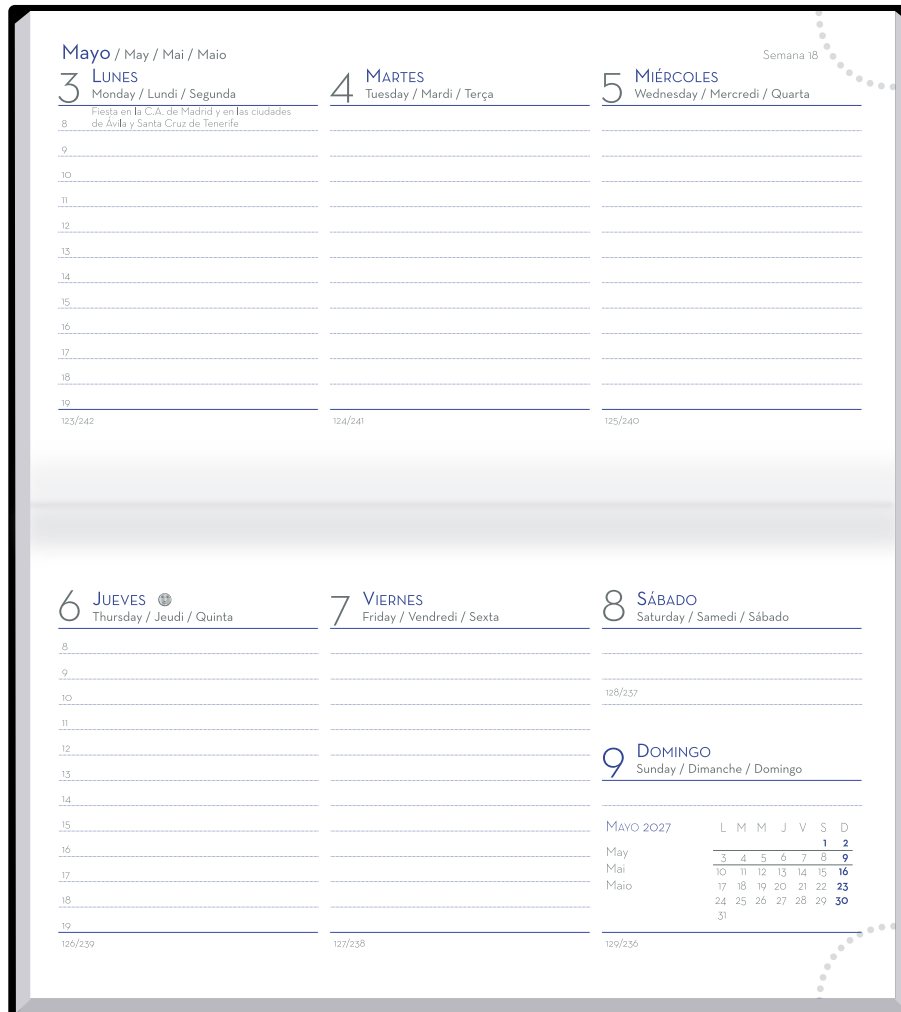 Mayo / May / Mai / Maio
Semana 18
3 LUNES
Monday / Lundi / Segunda
Fiesta en la C.A. de Madrid y en las ciudades
de Ávila y Santa Cruz de Tenerife
8
9
10
11
12
13
14
15
16
17
18
19
123/242
4 MARTES
Tuesday / Mardi / Terça
124/241
5 MIÉRCOLES
Wednesday / Mercredi / Quarta
125/240
6 JUEVES
Thursday / Jeudi / Quinta
8
9
10
11
12
13
14
15
16
17
18
19
126/239
7 VIERNES
Friday / Vendredi / Sexta
127/238
8 SÁBADO
Saturday / Samedi / Sábado
128/237
9 DOMINGO
Sunday / Dimanche / Domingo
MAYO 2027
May
Mai
Maio
L M M J V S D
1 2
3 4 5 6 7 8 9
10 11 12 13 14 15 16
17 18 19 20 21 22 23
24 25 26 27 28 29 30
31
129/236